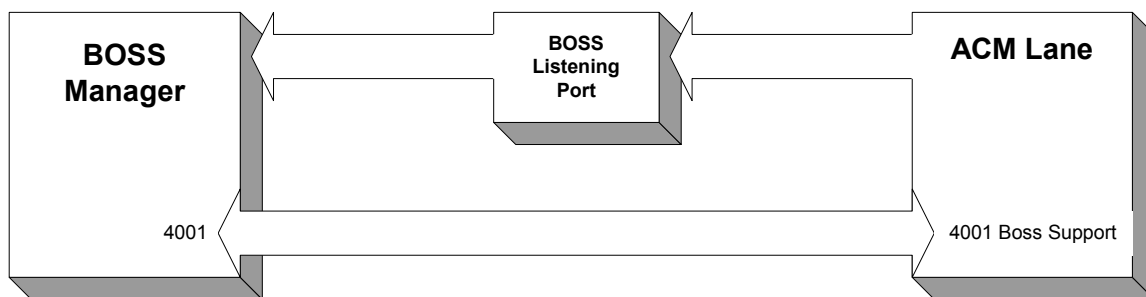 BOSS
Manager
BOSS
Listening
Port
ACM Lane
4001
4001 Boss Support